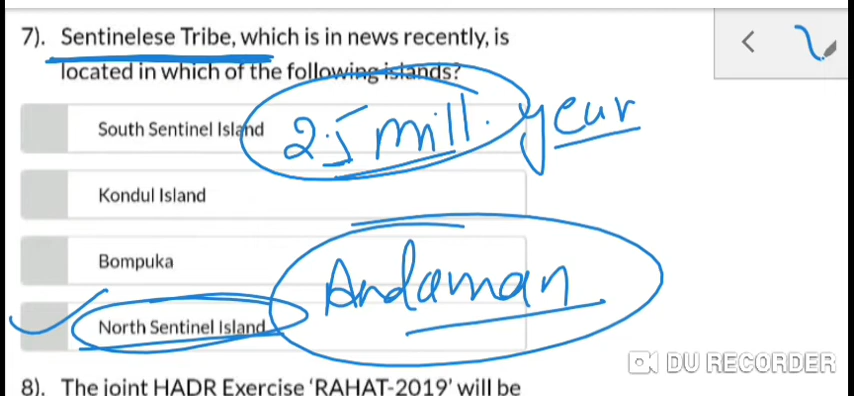 7). Sentinelese Tribe, which is in news recently, is
located in which of the following islands?
South Sentinel Island
2.5 mill. year
Kondul Island
Bompuka
Andaman
North Sentinel Island
DU RECORDER
8). The joint HADR Exercise 'RAHAT-2019' will be